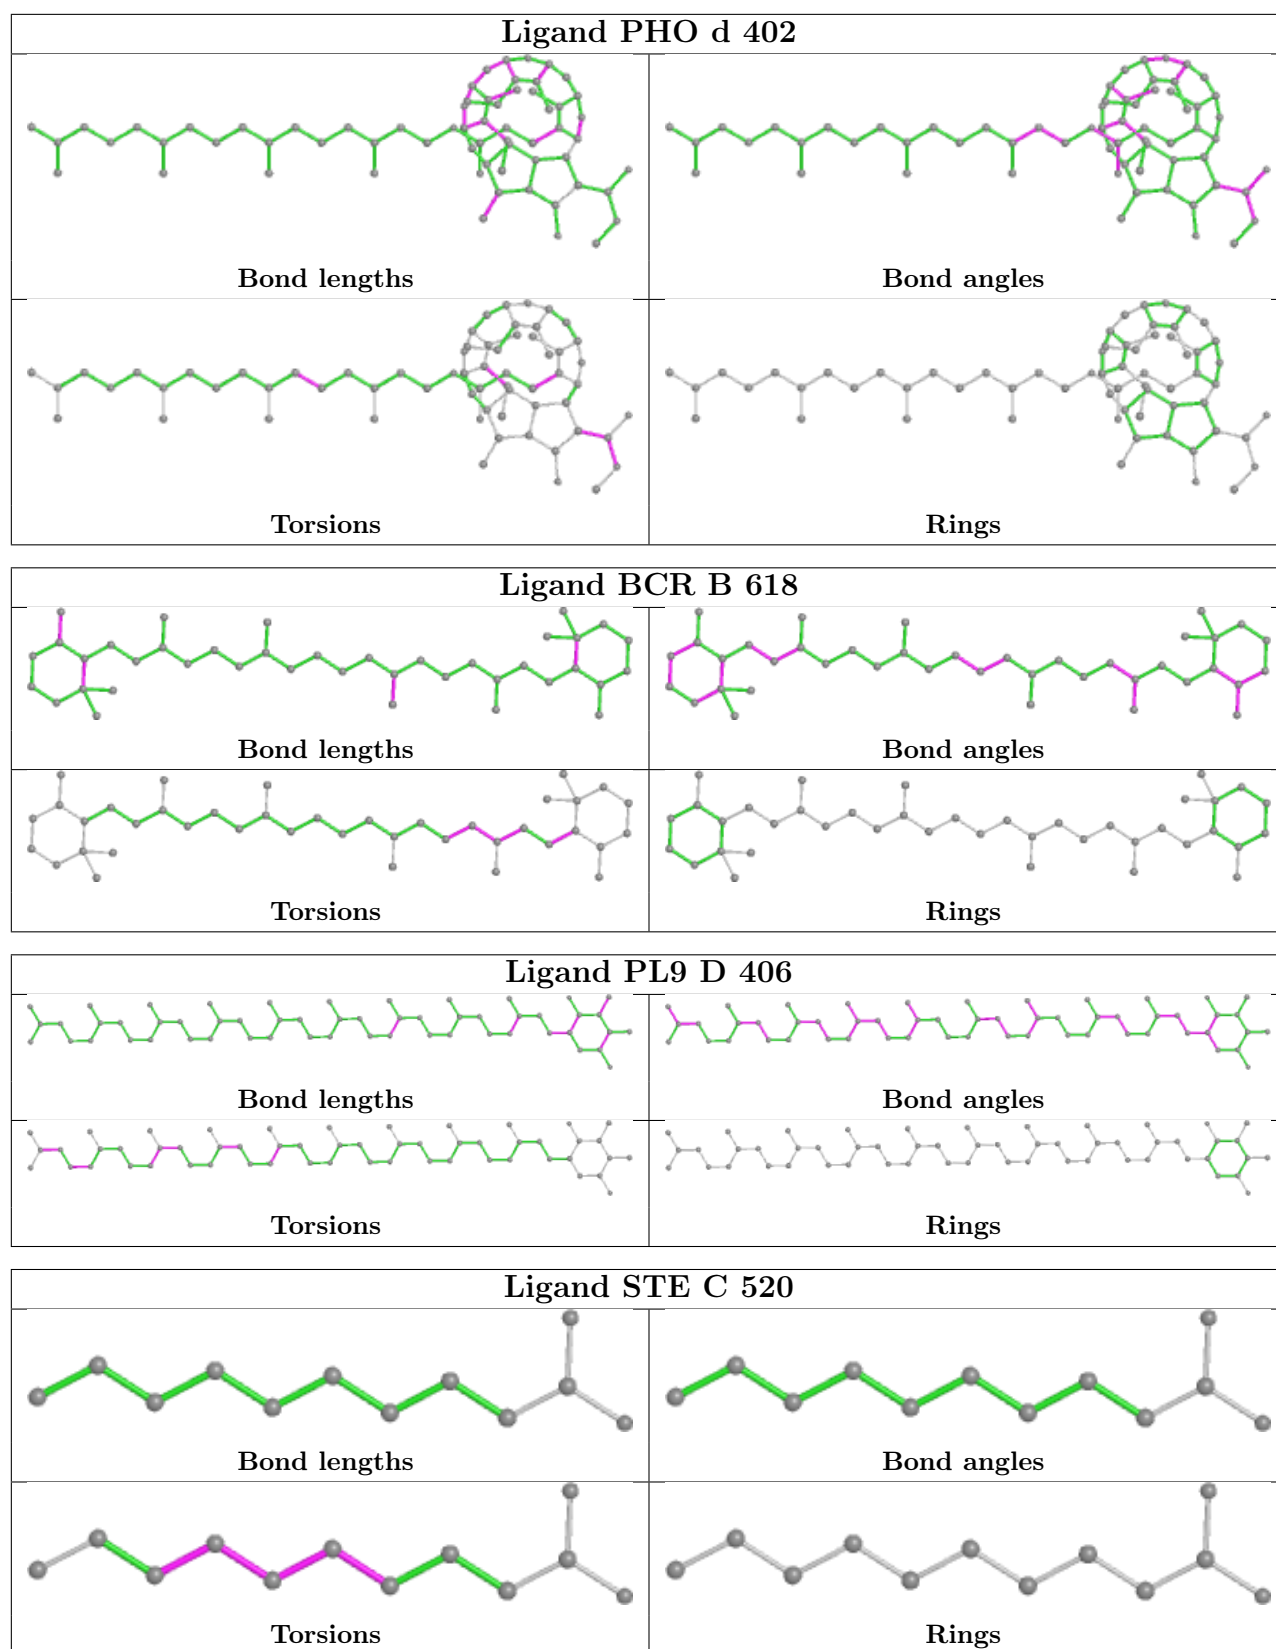 Ligand PHO d 402
Bond lengths
Bond angles
Torsions
Rings
Ligand BCR B 618
Bond lengths
Bond angles
Torsions
Rings
Ligand PL9 D 406
Bond lengths
Bond angles
Torsions
Rings
Ligand STE C 520
Bond lengths
Bond angles
Torsions
Rings